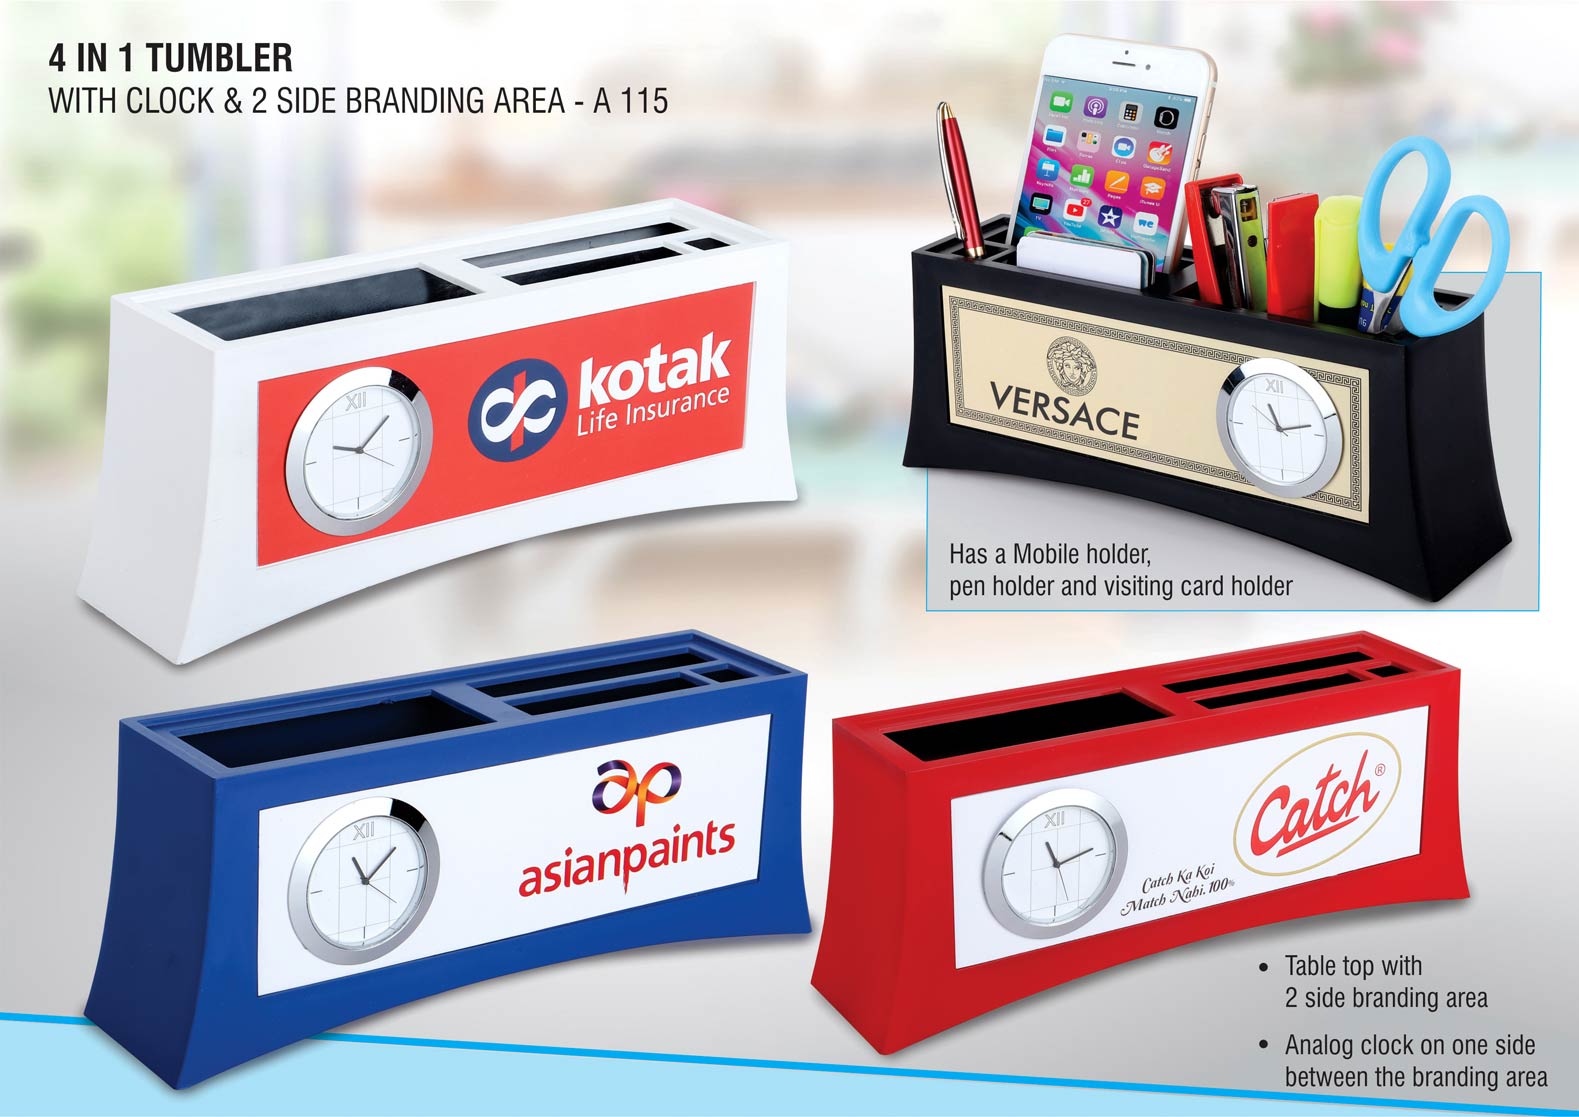 4 IN 1 TUMBLER
WITH CLOCK & 2 SIDE BRANDING AREA - A 115
XII
kotak
Life Insurance
XII
VERSACE
Has a Mobile holder,
pen holder and visiting card holder
XII
asianpaints
XII
Catch®
Catch Ka Koi
Match Nahi. 100%
• Table top with
2 side branding area
• Analog clock on one side
between the branding area